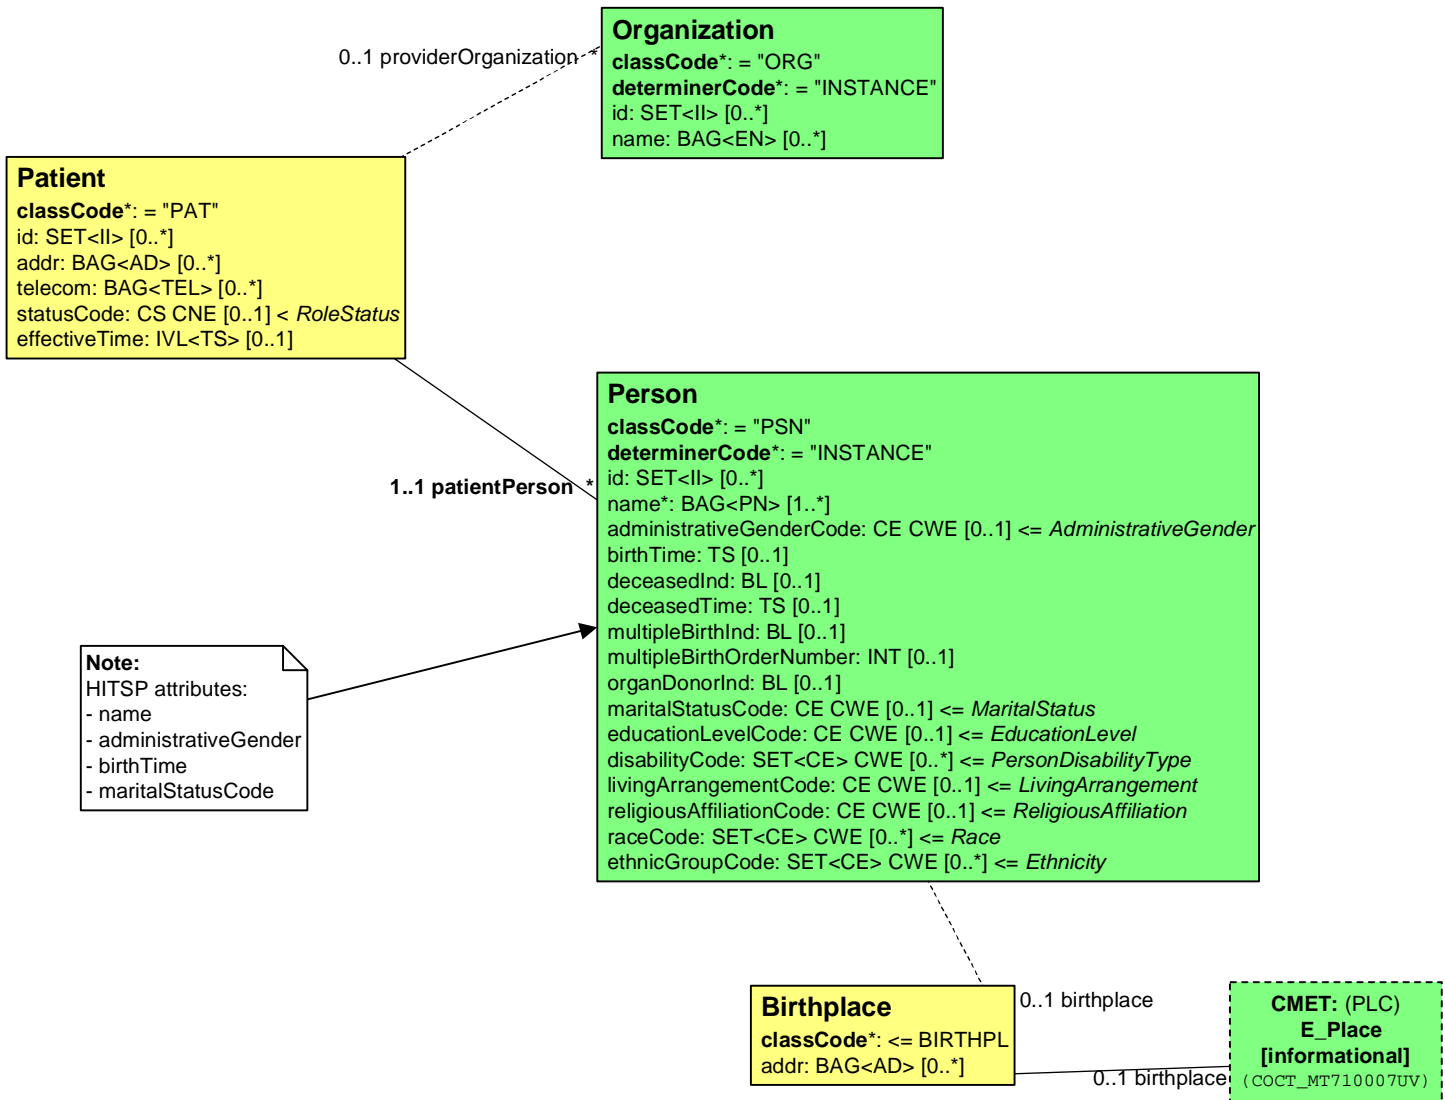 Organization
classCode*: = "ORG"
determinerCode*: = "INSTANCE"
id: SET<II> [0..*]
name: BAG<EN> [0..*]
0..1 providerOrganization *
Patient
classCode*: = "PAT"
id: SET<II> [0..*]
addr: BAG<AD> [0..*]
telecom: BAG<TEL> [0..*]
statusCode: CS CNE [0..1] < RoleStatus
effectiveTime: IVL<TS> [0..1]
1..1 patientPerson *
Person
classCode*: = "PSN"
determinerCode*: = "INSTANCE"
id: SET<II> [0..*]
name*: BAG<PN> [1..*]
administrativeGenderCode: CE CWE [0..1] <= AdministrativeGender
birthTime: TS [0..1]
deceasedInd: BL [0..1]
deceasedTime: TS [0..1]
multipleBirthInd: BL [0..1]
multipleBirthOrderNumber: INT [0..1]
organDonorInd: BL [0..1]
maritalStatusCode: CE CWE [0..1] <= MaritalStatus
educationLevelCode: CE CWE [0..1] <= EducationLevel
disabilityCode: SET<CE> CWE [0..*] <= PersonDisabilityType
livingArrangementCode: CE CWE [0..1] <= LivingArrangement
religiousAffiliationCode: CE CWE [0..1] <= ReligiousAffiliation
raceCode: SET<CE> CWE [0..*] <= Race
ethnicGroupCode: SET<CE> CWE [0..*] <= Ethnicity
Note:
HITSP attributes:
- name
- administrativeGender
- birthTime
- maritalStatusCode
Birthplace
classCode*: <= BIRTHPL
addr: BAG<AD> [0..*]
0..1 birthplace
0..1 birthplace
CMET: (PLC)
E_Place
[informational]
(COCT_MT710007UV)